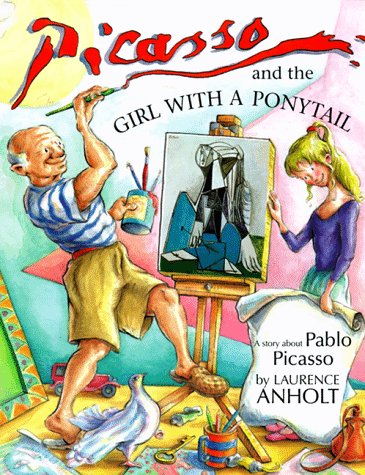 Picasso
and the
GIRL WITH A PONYTAIL
A story about Pablo
Picasso
by LAURENCE
ANHOLT